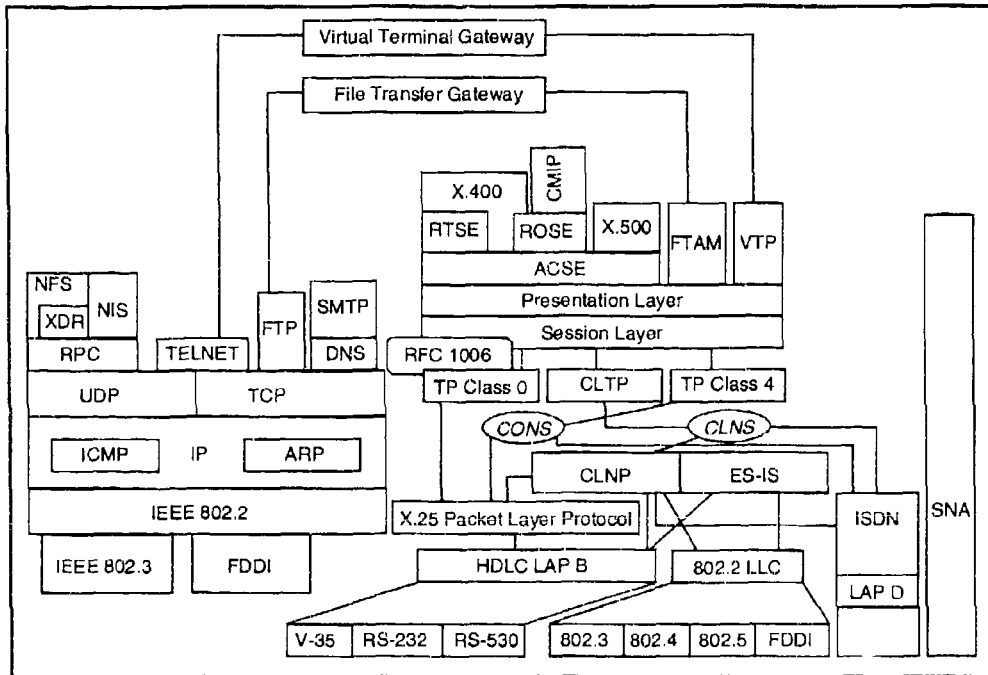 Virtual Terminal Gateway
File Transfer Gateway
CMIP
X.400
RTSE
ROSE
X.500
FTAM
VTP
ACSE
Presentation Layer
Session Layer
NFS
XDR
NIS
RPC
TELNET
FTP
SMTP
DNS
RFC 1006
TP Class 0
CLTP
TP Class 4
UDP
TCP
CONS
CLNS
ICMP
IP
ARP
CLNP
ES-IS
IEEE 802.2
X.25 Packet Layer Protocol
ISDN
SNA
IEEE 802.3
FDDI
HDLC LAP B
802.2 LLC
LAP D
V-35
RS-232
RS-530
802.3
802.4
802.5
FDDI